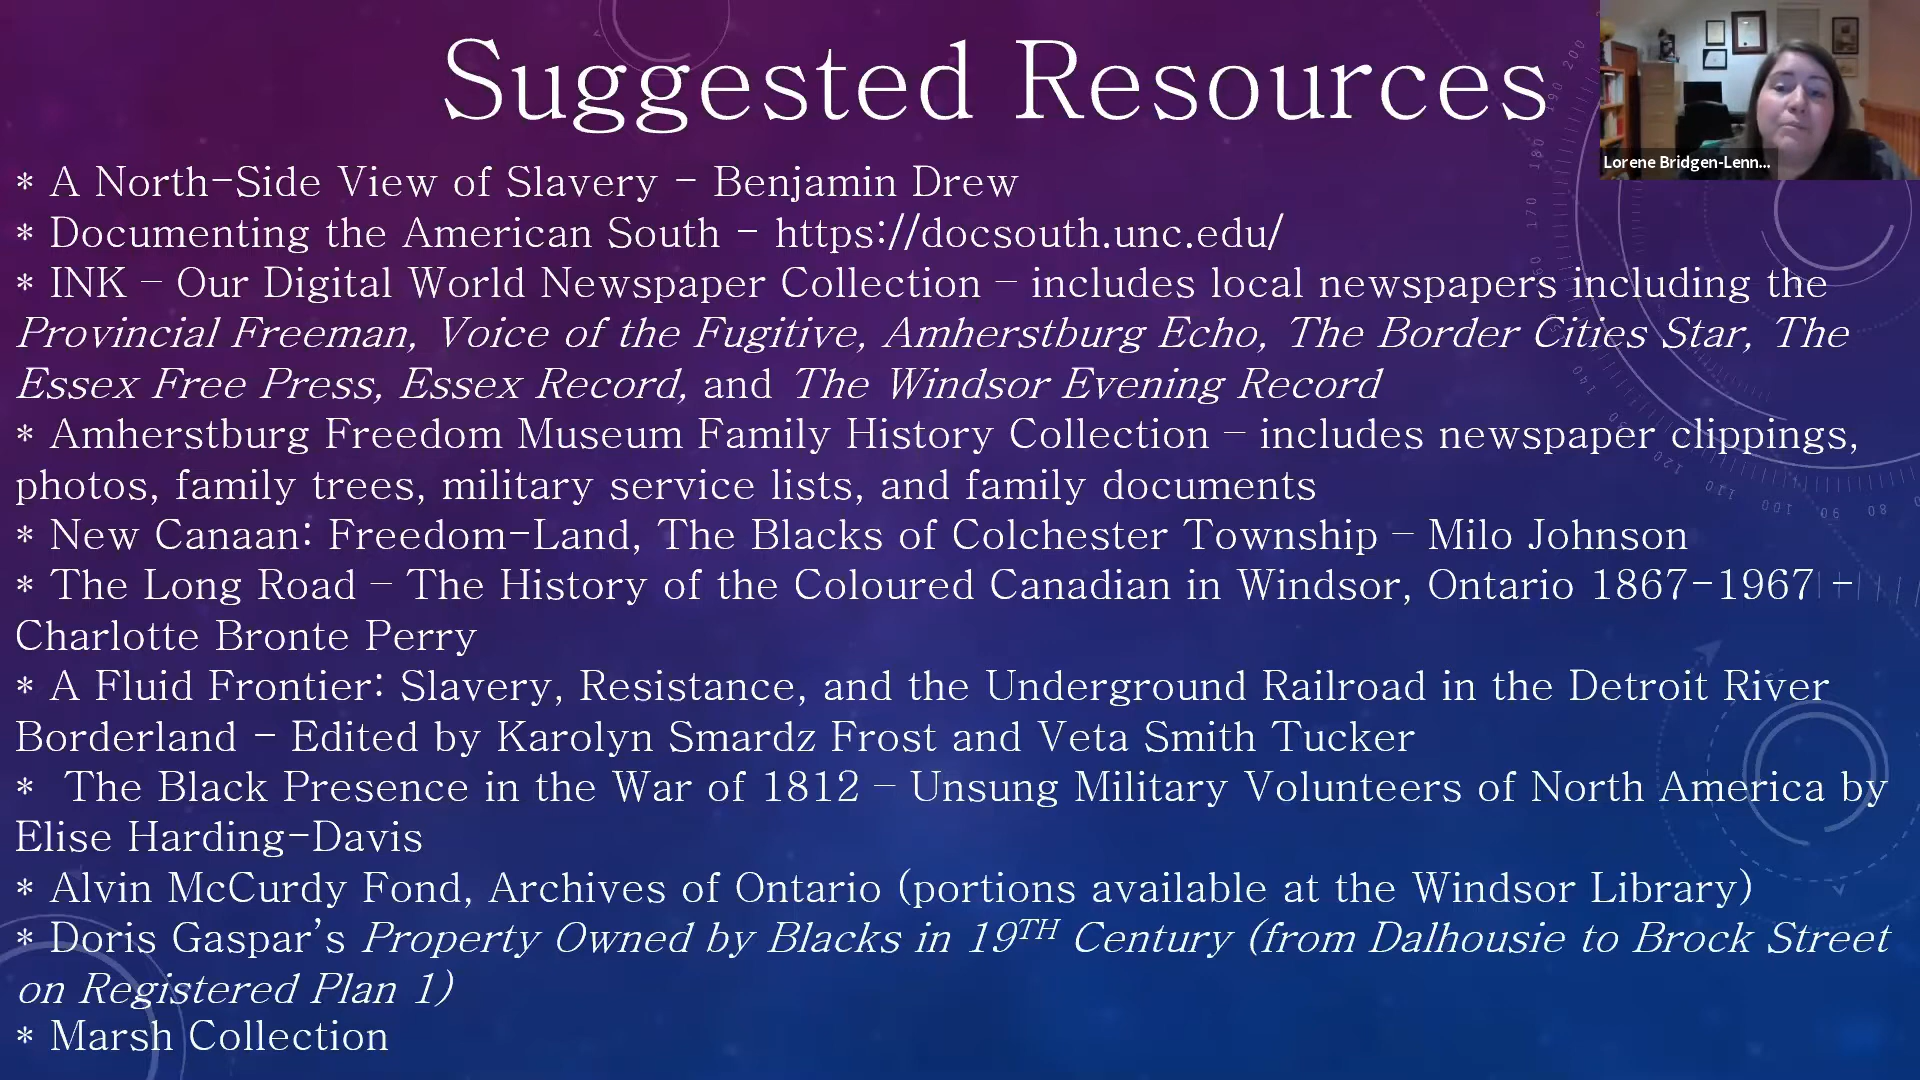 Suggested Resources
Lorene Bridgen-Lenn...
* A North-Side View of Slavery - Benjamin Drew
* Documenting the American South - https://docsouth.unc.edu/
* INK – Our Digital World Newspaper Collection – includes local newspapers including the
Provincial Freeman, Voice of the Fugitive, Amherstburg Echo, The Border Cities Star, The
Essex Free Press, Essex Record, and The Windsor Evening Record
* Amherstburg Freedom Museum Family History Collection – includes newspaper clippings,
photos, family trees, military service lists, and family documents
* New Canaan: Freedom-Land, The Blacks of Colchester Township – Milo Johnson
* The Long Road – The History of the Coloured Canadian in Windsor, Ontario 1867-1967 –
Charlotte Bronte Perry
* A Fluid Frontier: Slavery, Resistance, and the Underground Railroad in the Detroit River
Borderland - Edited by Karolyn Smardz Frost and Veta Smith Tucker
* The Black Presence in the War of 1812 – Unsung Military Volunteers of North America by
Elise Harding-Davis
* Alvin McCurdy Fond, Archives of Ontario (portions available at the Windsor Library)
* Doris Gaspar's Property Owned by Blacks in 19TH Century (from Dalhousie to Brock Street
on Registered Plan 1)
* Marsh Collection